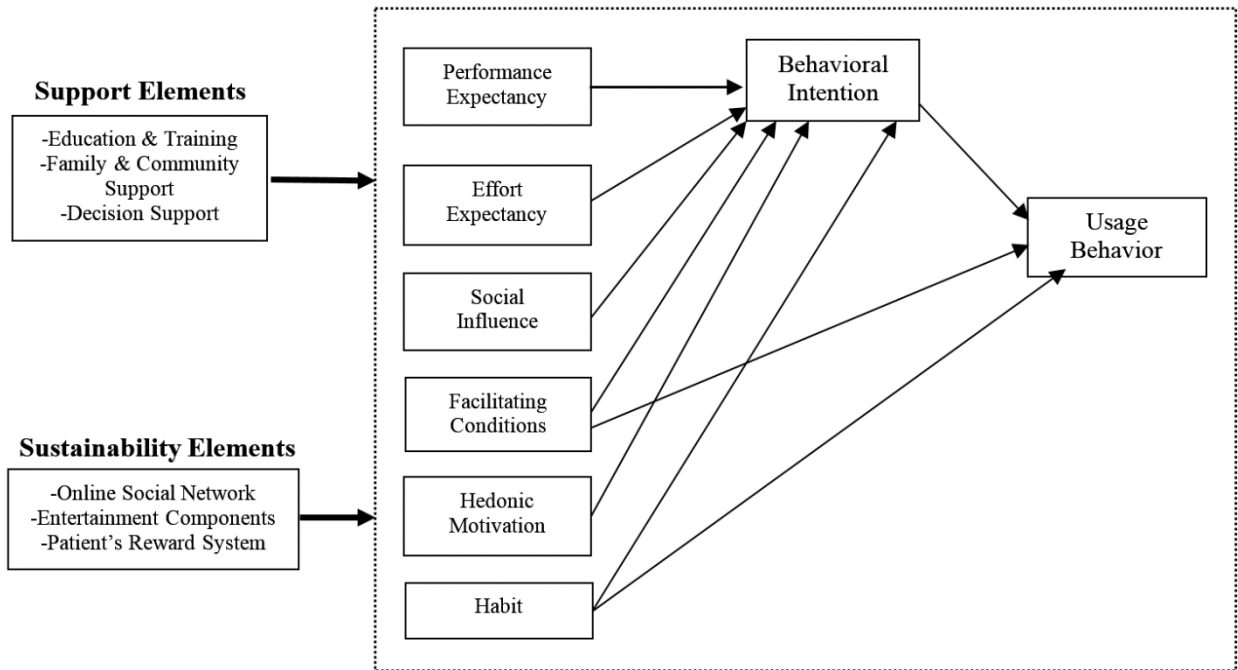 Support Elements
-Education & Training
-Family & Community
Support
-Decision Support
Sustainability Elements
-Online Social Network
-Entertainment Components
-Patient's Reward System
Performance
Expectancy
Effort
Expectancy
Social
Influence
Facilitating
Conditions
Hedonic
Motivation
Habit
Behavioral
Intention
Usage
Behavior